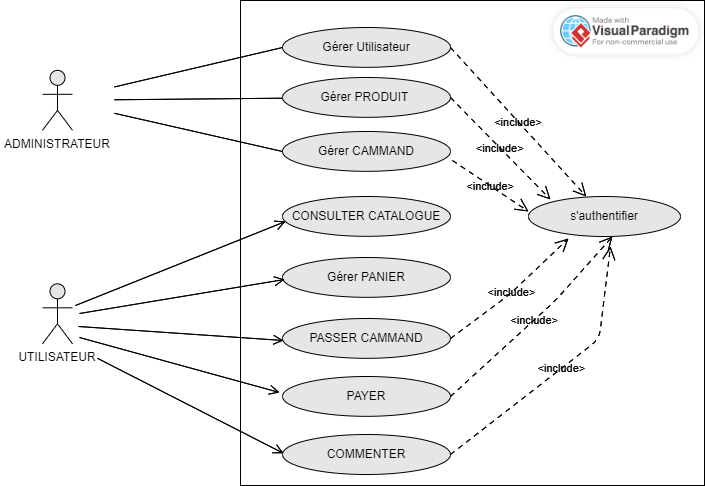 Made with
Visual Paradigm
For non-commercial use
Gérer Utilisateur
Gérer PRODUIT
<include>
ADMINISTRATEUR
Gérer CAMMAND
<include>
<include>
CONSULTER CATALOGUE
s'authentifier
Gérer PANIER
<include>
<include>
PASSER CAMMAND
UTILISATEUR
<include>
PAYER
COMMENTER